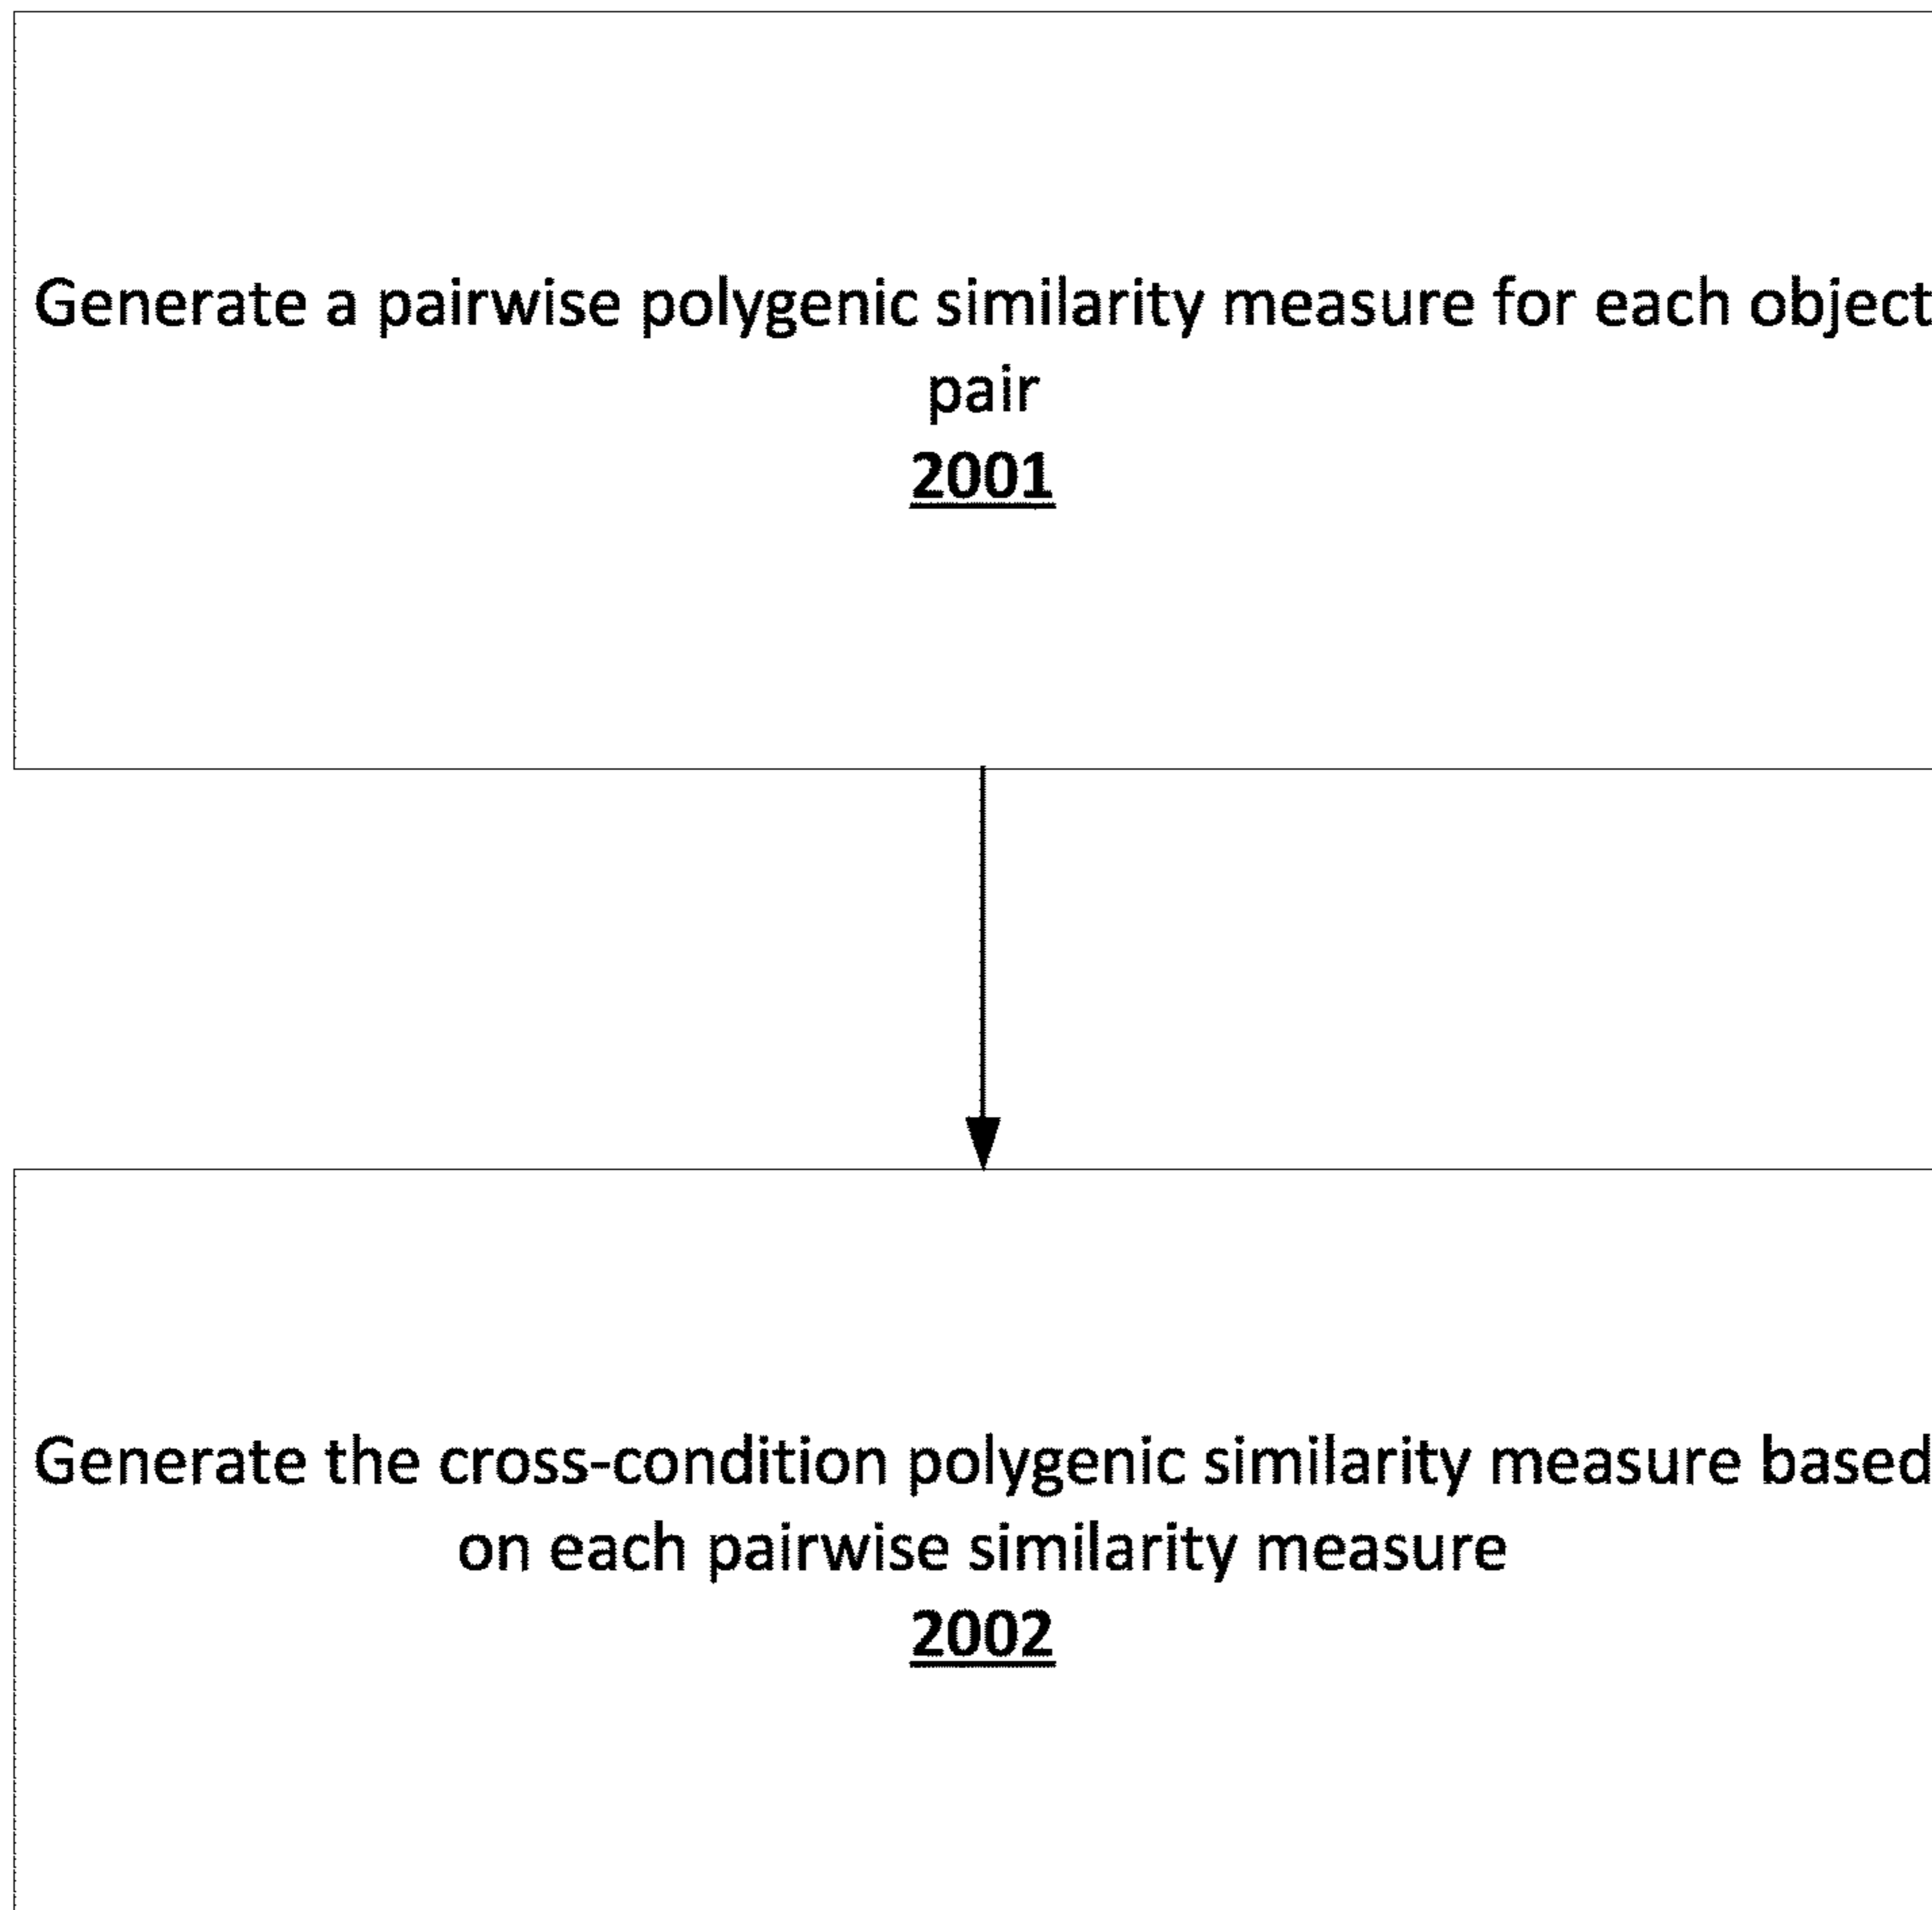 Generate a pairwise polygenic similarity measure for each object
pair
2001
Generate the cross-condition polygenic similarity measure based
on each pairwise similarity measure
2002